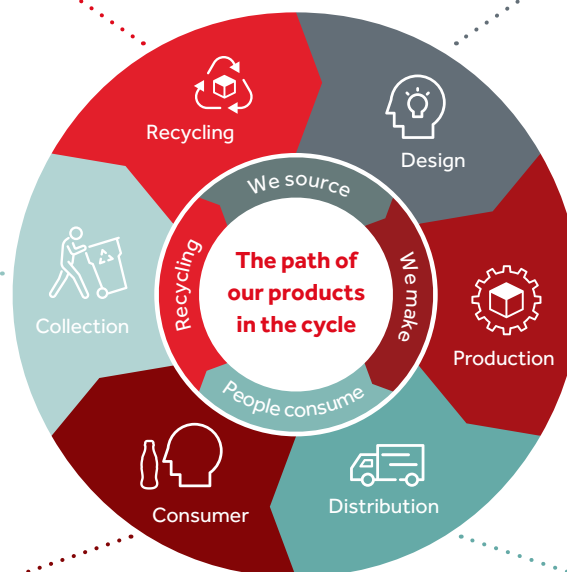 Recycling
Design
We source
Recycling
The path of
our products
in the cycle
We make
Collection
Production
People consume
Consumer
Distribution